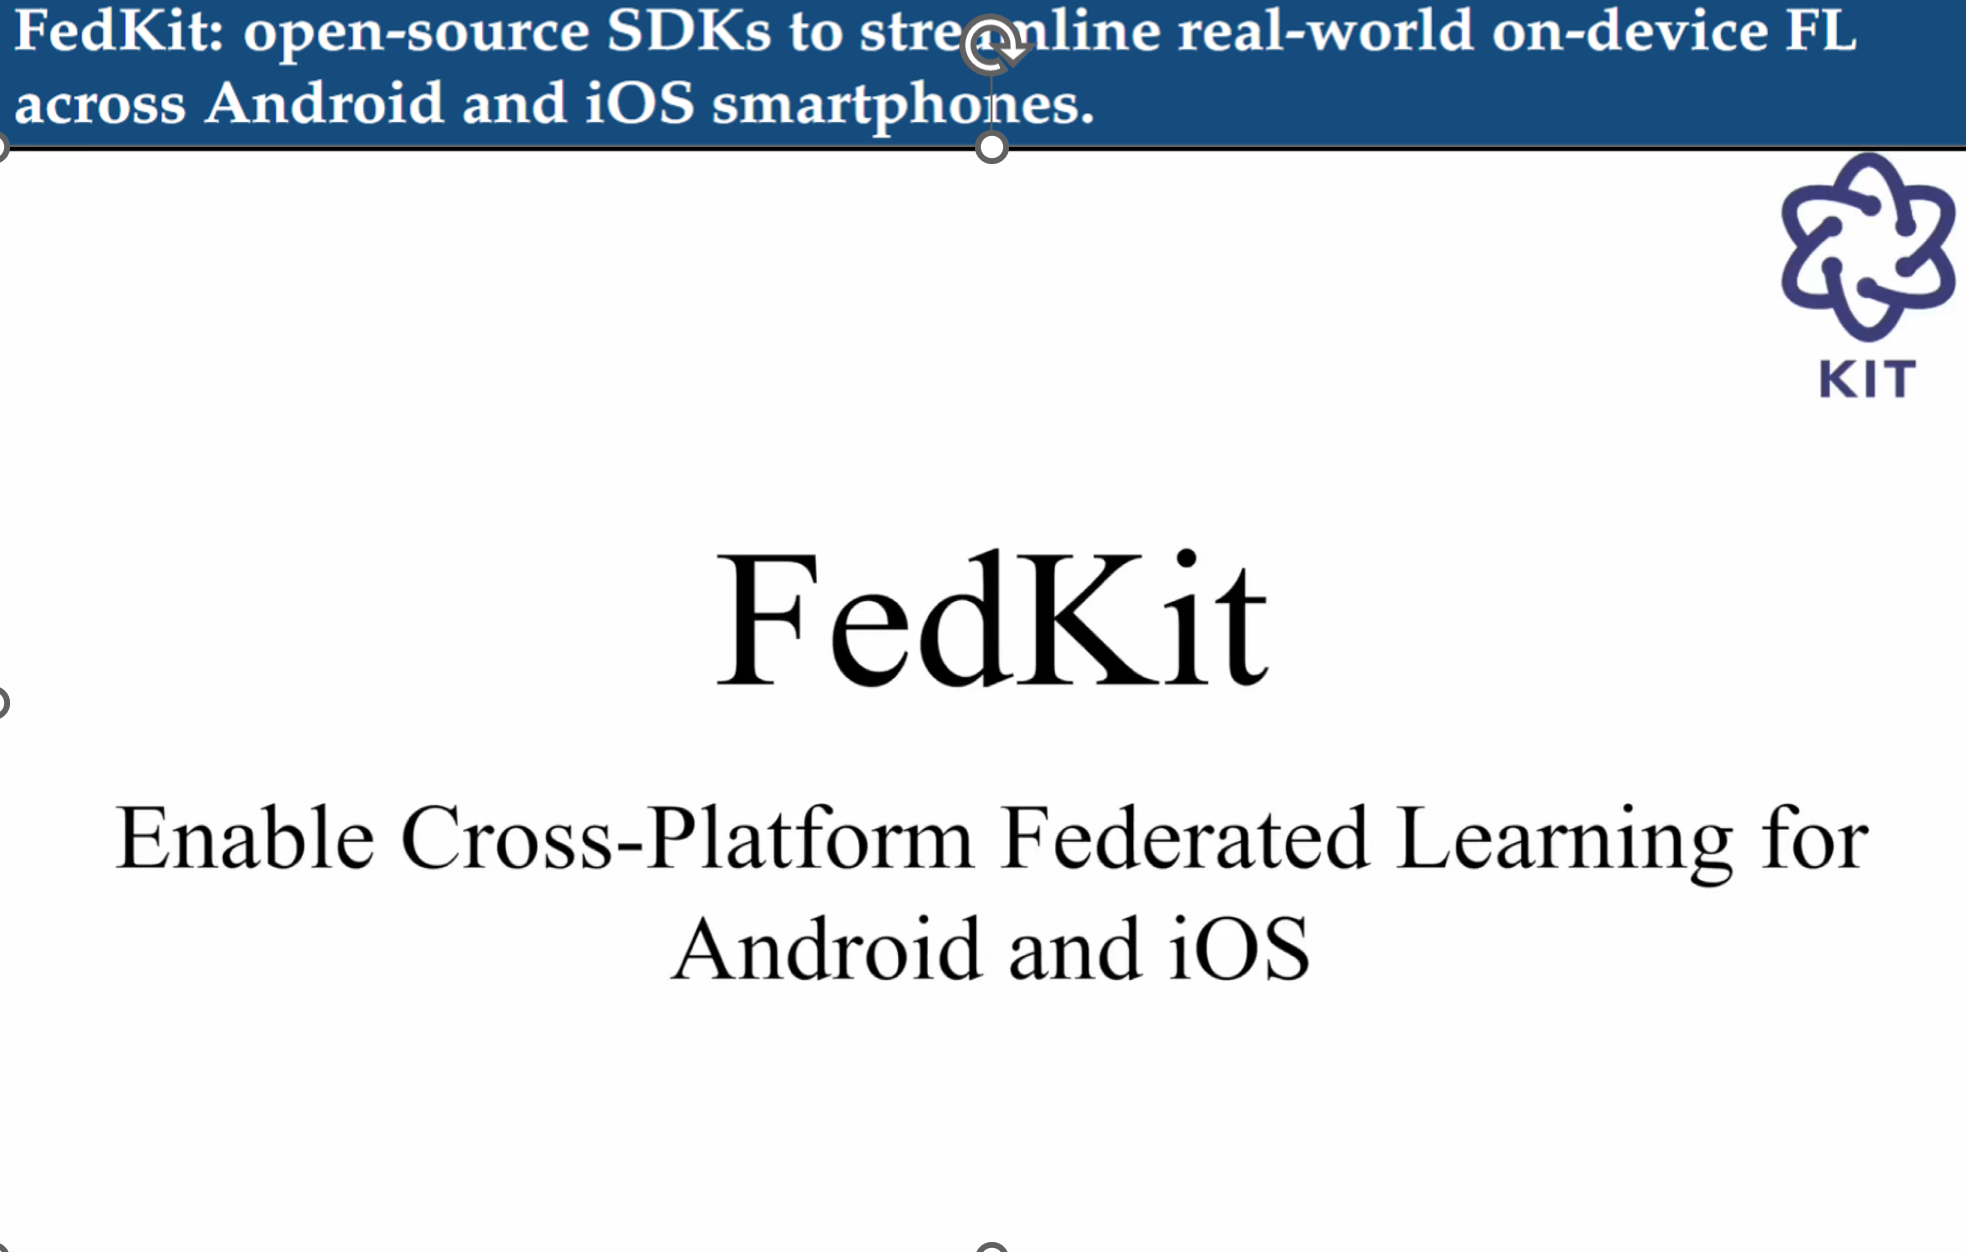 FedKit: open-source SDKs to streamline real-world on-device FL
across Android and iOS smartphones.
KIT
FedKit
Enable Cross-Platform Federated Learning for
Android and iOS